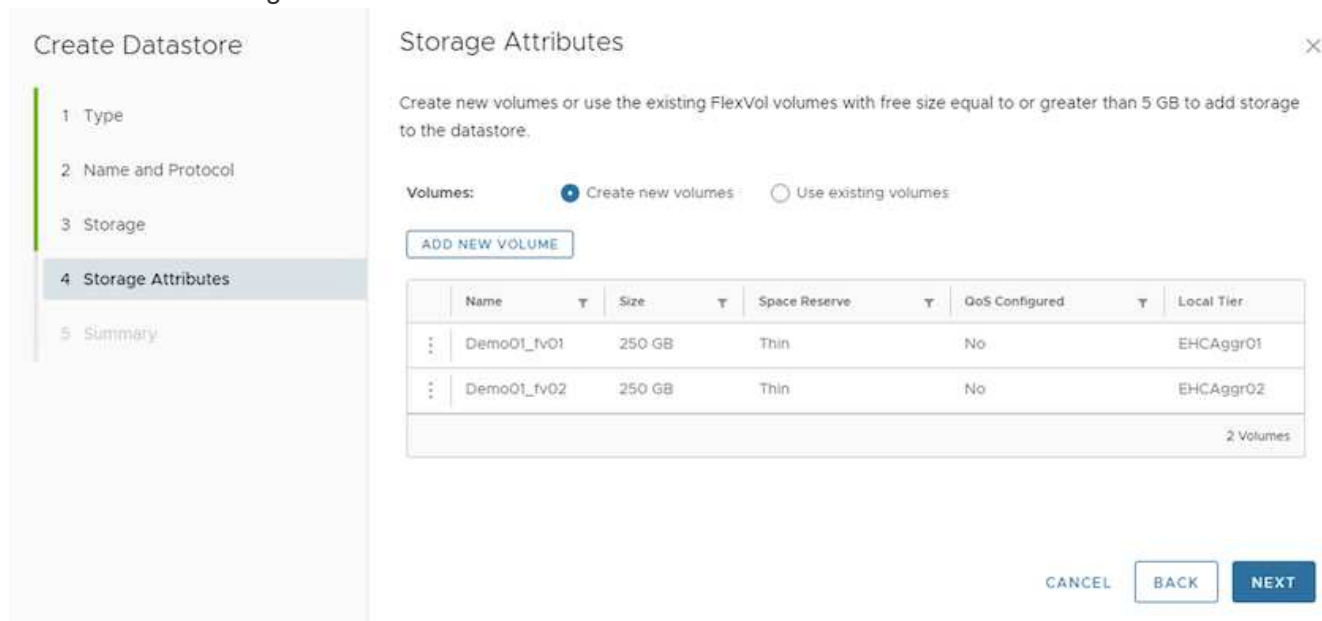 Create Datastore
1 Type
2 Name and Protocol
3 Storage
4 Storage Attributes
5 Summary
Storage Attributes
Create new volumes or use the existing FlexVol volumes with free size equal to or greater than 5 GB to add storage
to the datastore.
Volumes: Create new volumes Use existing volumes
ADD NEW VOLUME
Name Size Space Reserve QoS Configured Local Tier
Demo01_fv01 250 GB Thin No EHCAggr01
Demo01_fv02 250 GB Thin No EHCAggr02
2 Volumes
CANCEL BACK NEXT